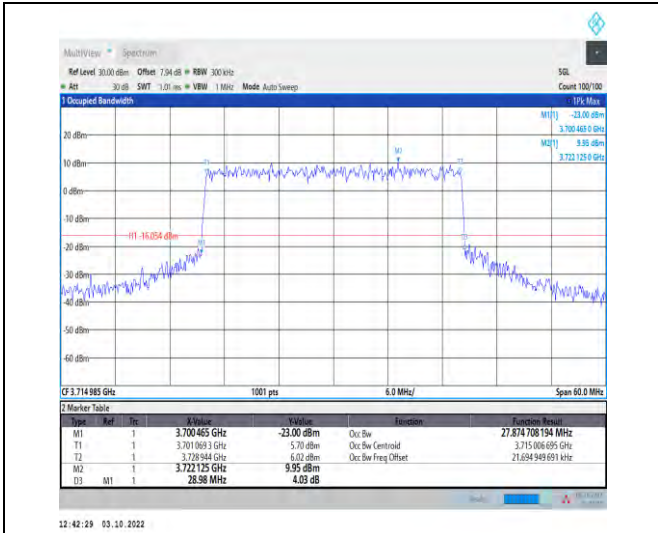 MultiView Spectrum
Ref Level 30.00 dBm Offset 7.94 dB RBW 300 kHz SGL
Att 30 dB SWT 1.01 ms VBW 1 MHz Mode Auto Sweep Count 100/100
1 Occupied Bandwidth 1Pk Max
M1[1] -23.00 dBm
3.700 465 0 GHz
M2[1] 9.95 dBm
3.722 125 0 GHz
20 dBm
M2
10 dBm
0 dBm
-10 dBm
H1 -16.054 dBm
-20 dBm
-30 dBm
-40 dBm
-50 dBm
-60 dBm
CF 3.714 985 GHz 1001 pts 6.0 MHz/ Span 60.0 MHz
2 Marker Table
Type Ref Trc X-Value Y-Value Function Function Result
M1 1 3.700 465 GHz -23.00 dBm Occ Bw 27.874 708 194 MHz
T1 1 3.701 069 3 GHz 5.70 dBm Occ Bw Centroid 3.715 006 695 GHz
T2 1 3.728 944 GHz 6.02 dBm Occ Bw Freq Offset 21.694 949 691 kHz
M2 1 3.722 125 GHz 9.95 dBm
D3 M1 1 28.98 MHz 4.03 dB
12:42:29 03.10.2022